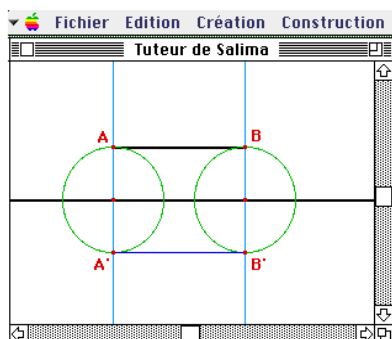 Fichier Edition Création Construction
Tuteur de Salima
A B
A' B'